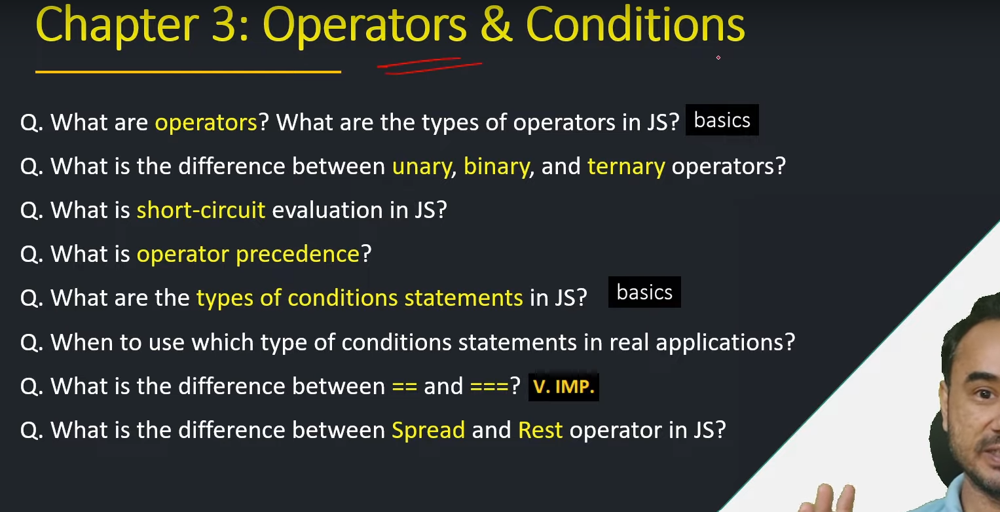 Chapter 3: Operators & Conditions
Q. What are operators? What are the types of operators in JS? basics
Q. What is the difference between unary, binary, and ternary operators?
Q. What is short-circuit evaluation in JS?
Q. What is operator precedence?
Q. What are the types of conditions statements in JS? basics
Q. When to use which type of conditions statements in real applications?
Q. What is the difference between == and ===? V. IMP.
Q. What is the difference between Spread and Rest operator in JS?